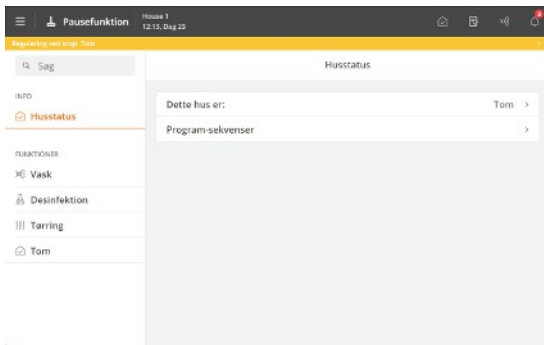 Pausefunktion
House 1
12:13, Dag 23
Regulering ved stop: Tom
Søg
Husstatus
INFO
Husstatus
Dette hus er: Tom
Program-sekvenser
FUNKTIONER
Vask
Desinfektion
Tørring
Tom